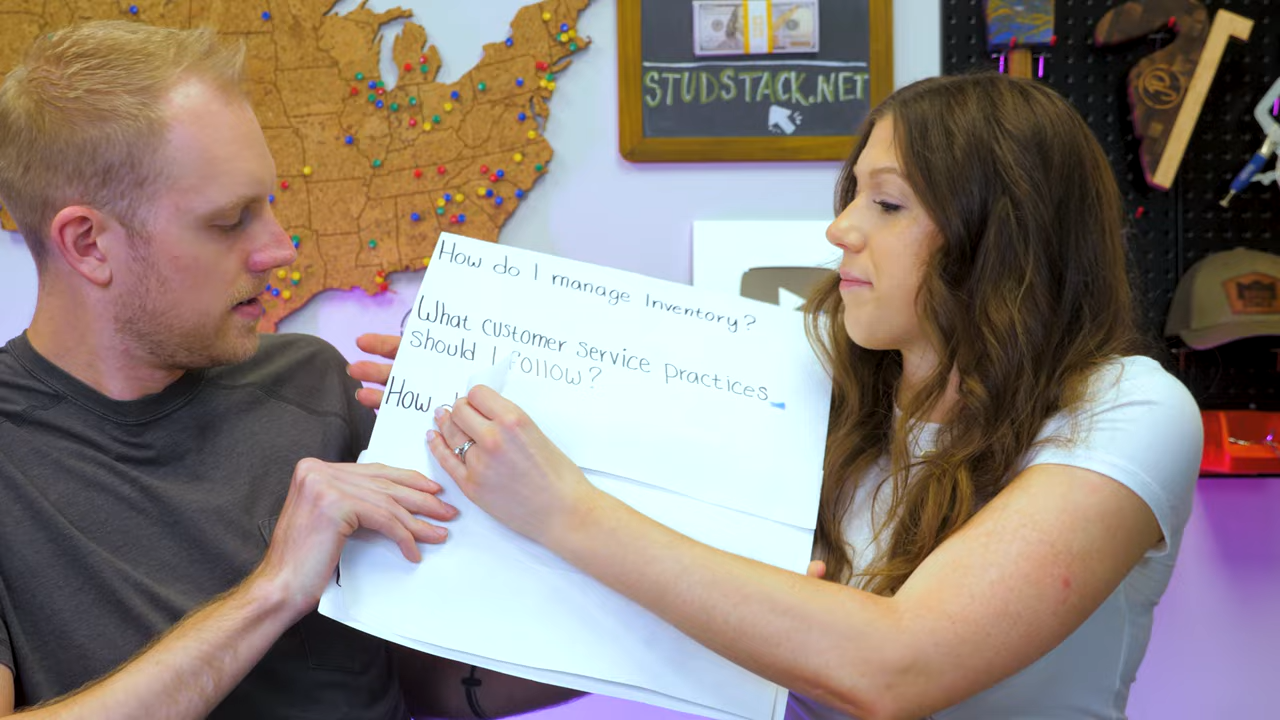 STUDSTACK.NET
How do I manage Inventory?
What customer service practices
should I follow?
How